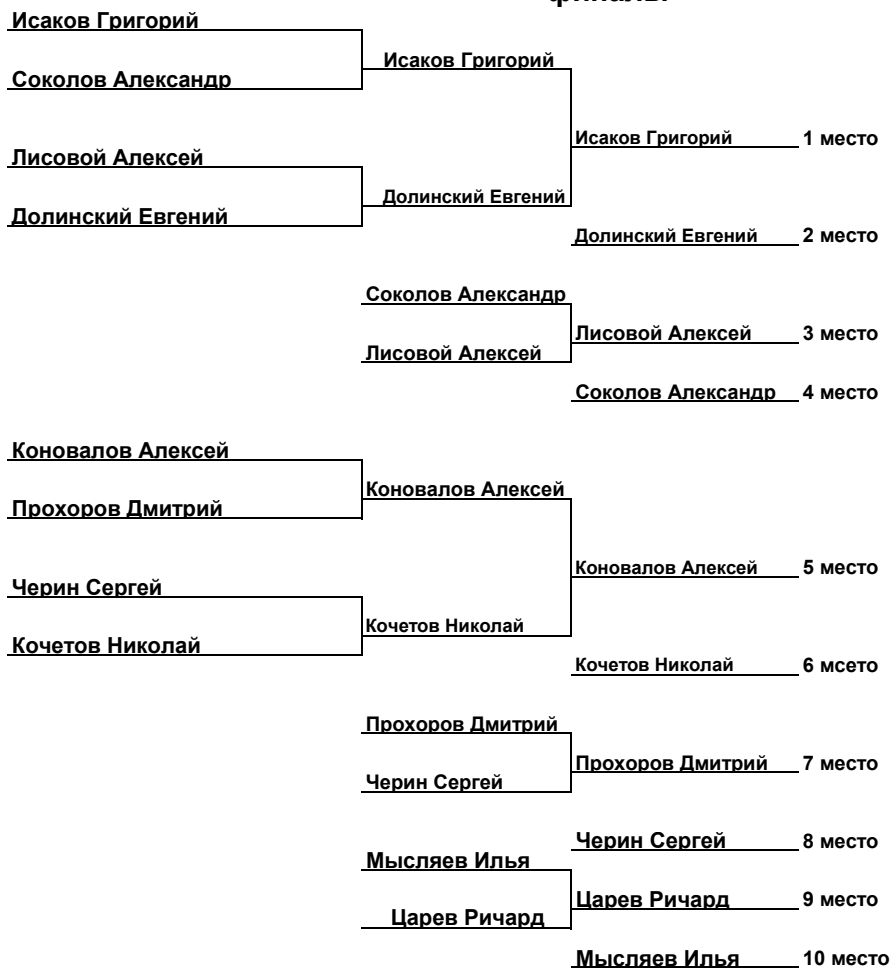 Исаков Григорий
Исаков Григорий
Соколов Александр
Исаков Григорий 1 место
Лисовой Алексей
Долинский Евгений
Долинский Евгений
Долинский Евгений 2 место
Соколов Александр
Лисовой Алексей 3 место
Лисовой Алексей
Соколов Александр 4 место
Коновалов Алексей
Коновалов Алексей
Прохоров Дмитрий
Коновалов Алексей 5 место
Черин Сергей
Кочетов Николай
Кочетов Николай
Кочетов Николай 6 мсето
Прохоров Дмитрий
Прохоров Дмитрий 7 место
Черин Сергей
Черин Сергей 8 место
Мысляев Илья
Царев Ричард 9 место
Царев Ричард
Мысляев Илья 10 место